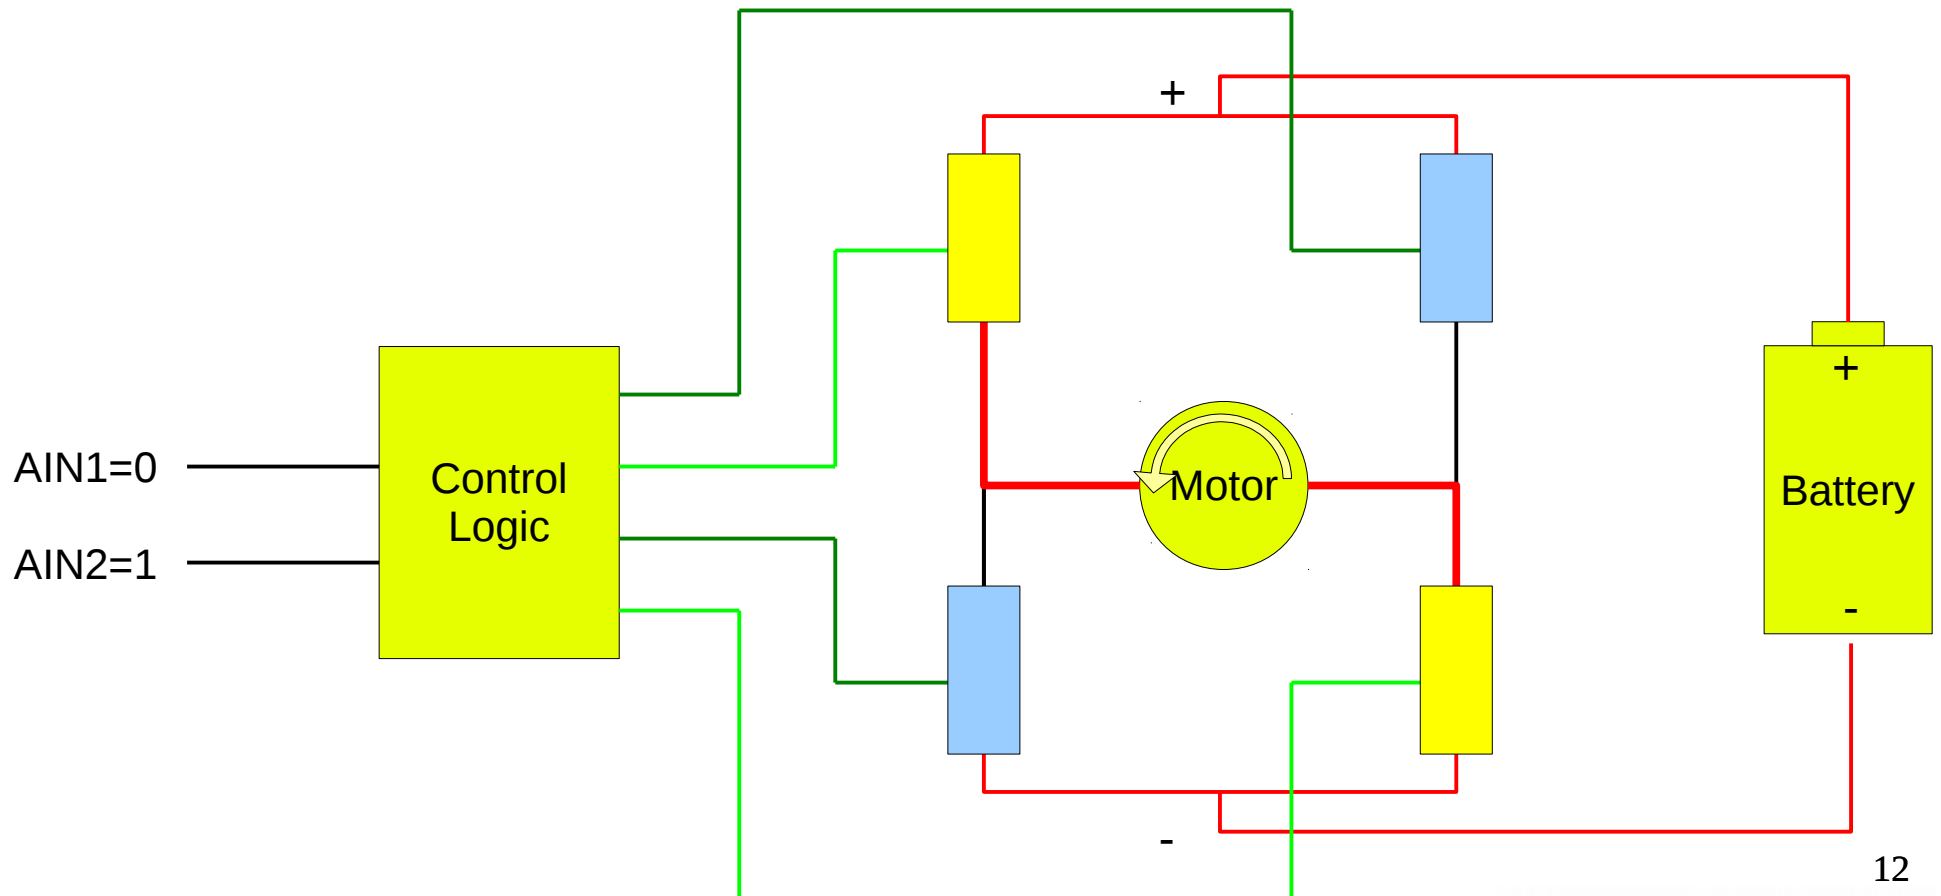 +
+
AIN1=0
Control
Logic
Motor
Battery
AIN2=1
-
-
12